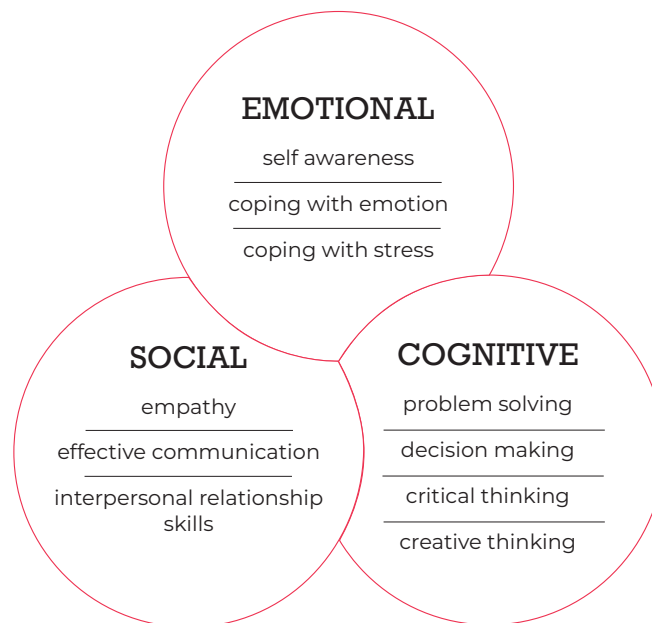 EMOTIONAL
self awareness
coping with emotion
coping with stress
SOCIAL
empathy
effective communication
interpersonal relationship
skills
COGNITIVE
problem solving
decision making
critical thinking
creative thinking